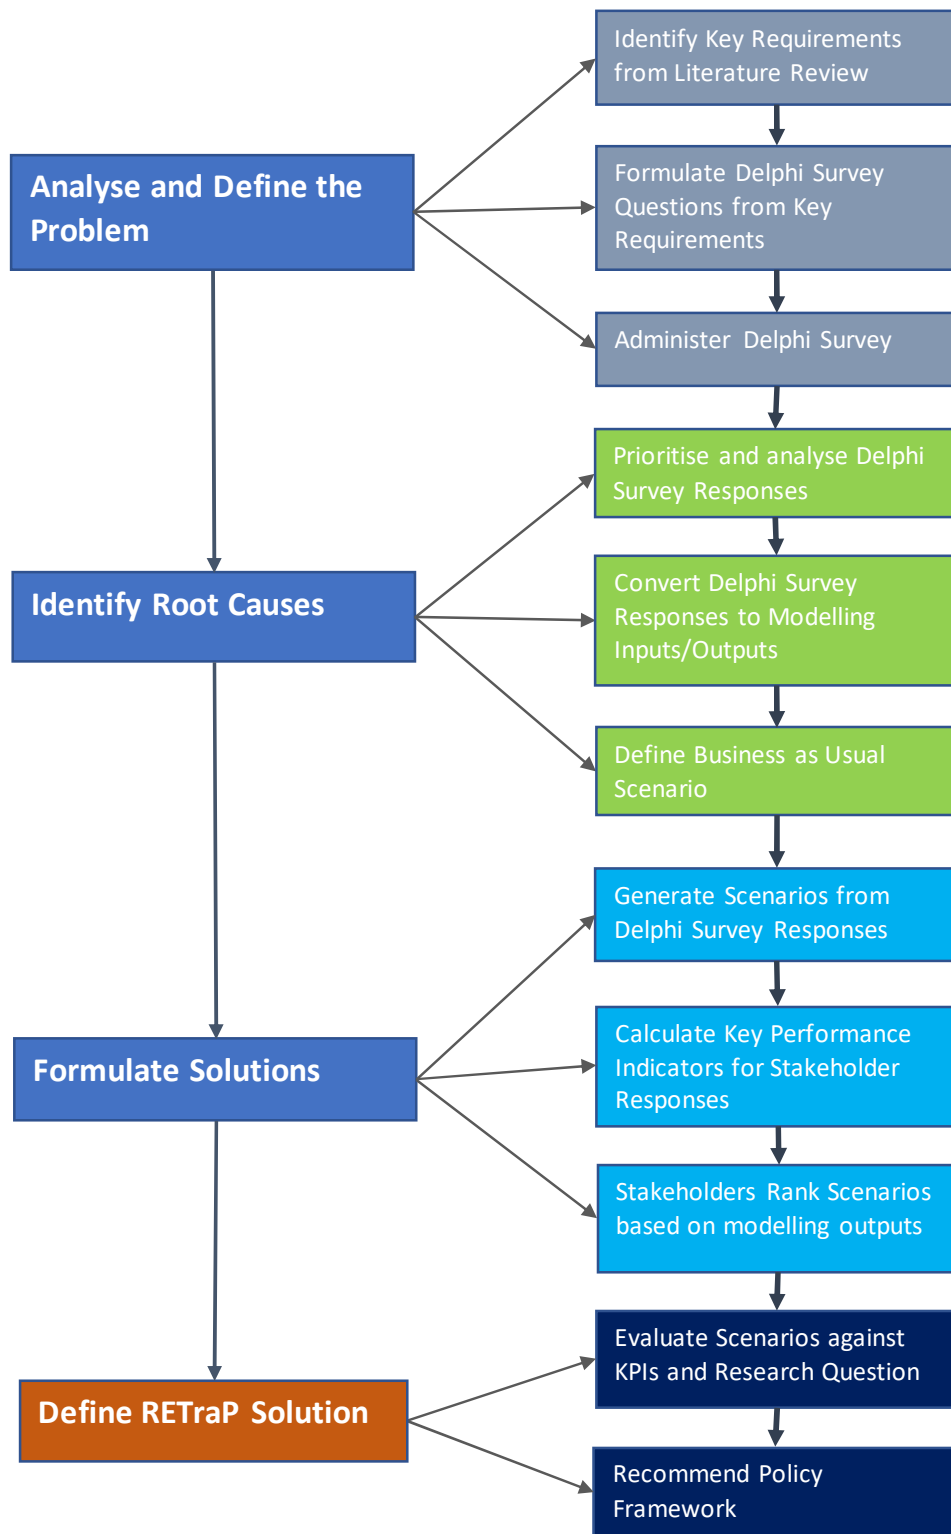 Identify Key Requirements
from Literature Review
Analyse and Define the
Problem
Formulate Delphi Survey
Questions from Key
Requirements
Administer Delphi Survey
Prioritise and analyse Delphi
Survey Responses
Identify Root Causes
Convert Delphi Survey
Responses to Modelling
Inputs/Outputs
Define Business as Usual
Scenario
Generate Scenarios from
Delphi Survey Responses
Formulate Solutions
Calculate Key Performance
Indicators for Stakeholder
Responses
Stakeholders Rank Scenarios
based on modelling outputs
Evaluate Scenarios against
KPIs and Research Question
Define RETraP Solution
Recommend Policy
Framework